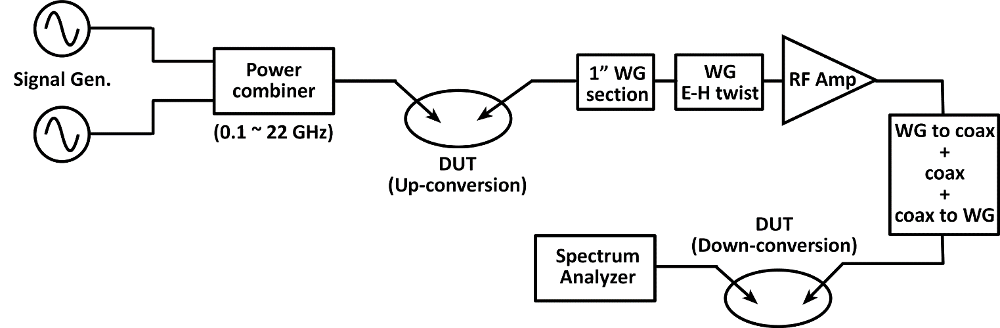 Signal Gen.
Power
combiner
(0.1 ~ 22 GHz)
DUT
(Up-conversion)
1” WG
section
WG
E-H twist
RF Amp
WG to coax
+
coax
+
coax to WG
DUT
(Down-conversion)
Spectrum
Analyzer